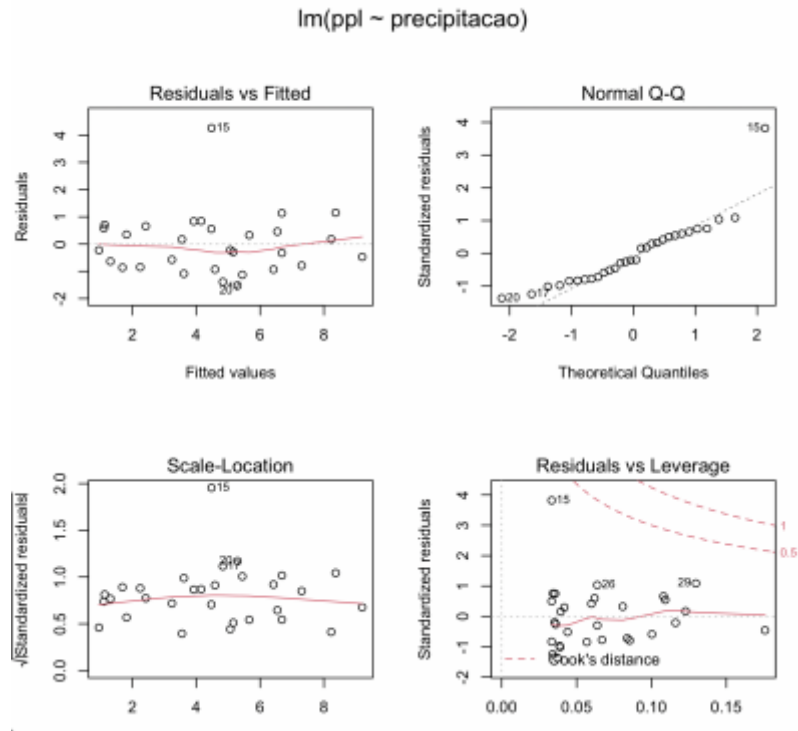 lm(ppl ~ precipitacao)
Residuals vs Fitted
Residuals
4
3
2
1
0
-2
15
20
2 4 6 8
Fitted values
Normal Q-Q
Standardized residuals
4
3
2
1
-1
15
20
17
-2 -1 0 1 2
Theoretical Quantiles
Scale-Location
√|Standardized residuals|
2.0
1.5
1.0
0.5
0.0
15
20
17
2 4 6 8
Residuals vs Leverage
Standardized residuals
4
3
2
1
0
-1
-2
15
26
29
1
0.5
Cook's distance
0.00 0.05 0.10 0.15